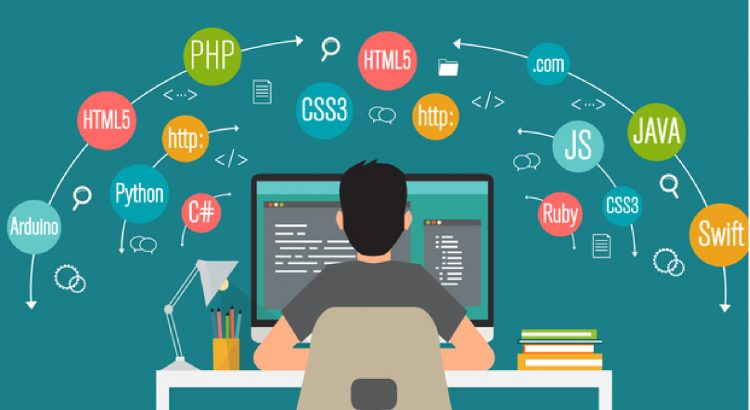 PHP
HTML5
.com
HTML5
CSS3
http:
JAVA
http:
JS
Python
C#
Ruby
CSS3
Arduino
Swift